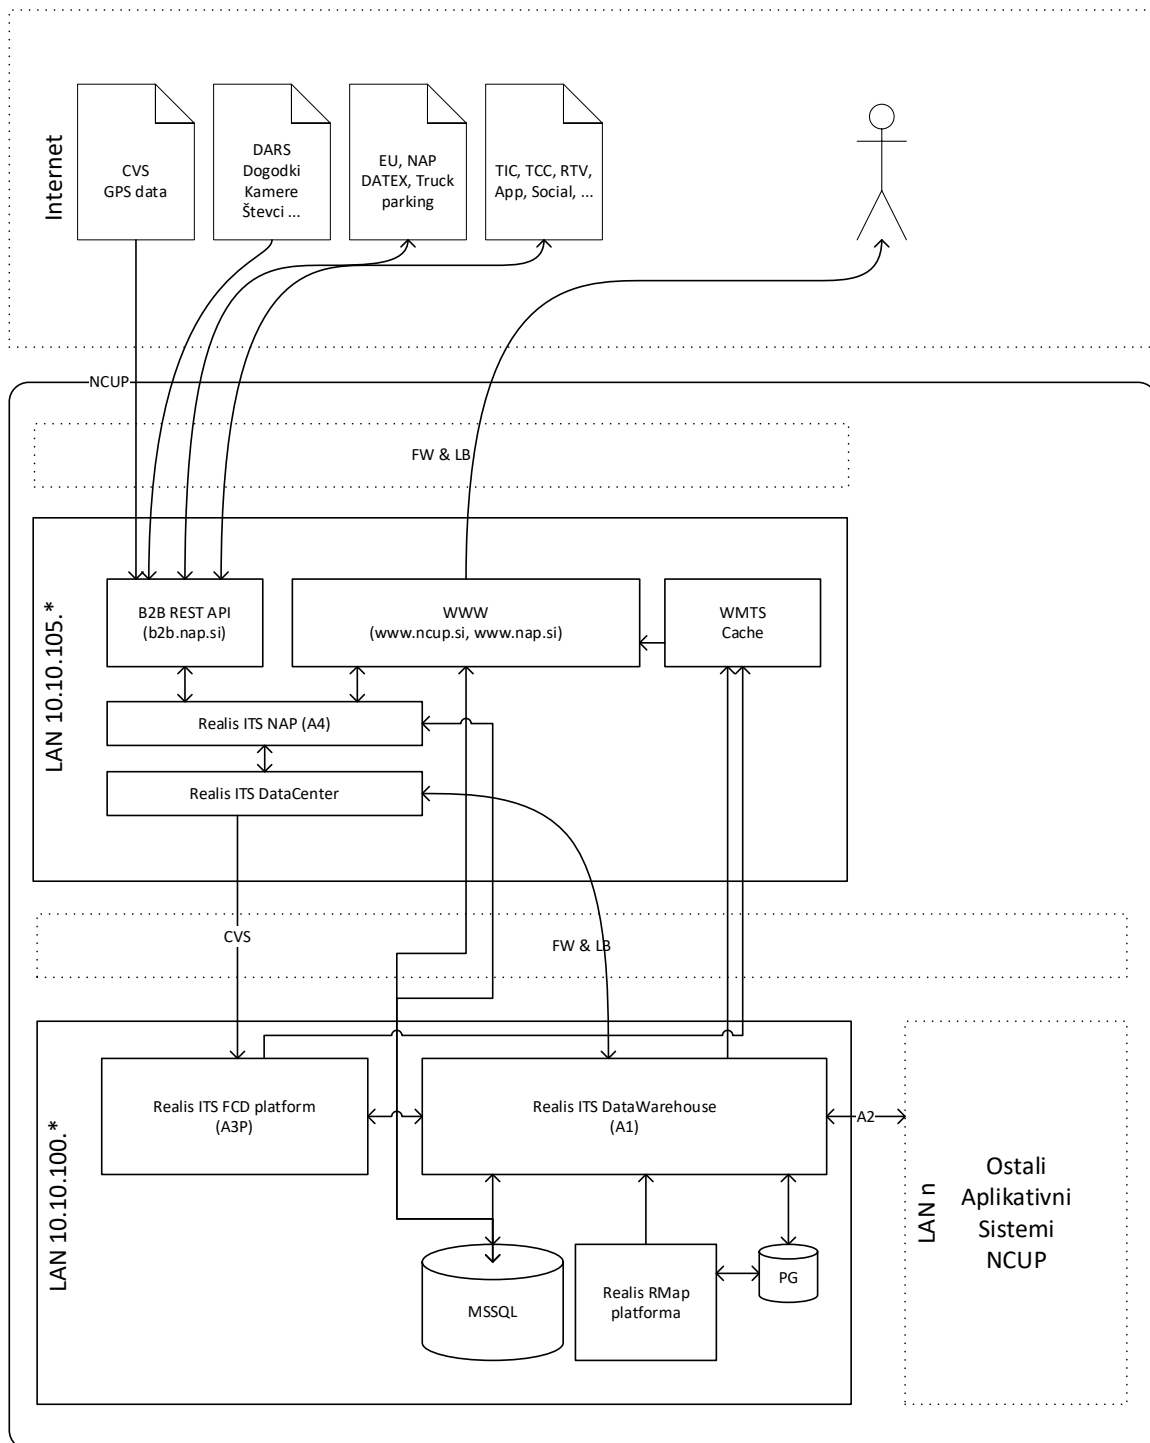 Internet
CVS
GPS data
DARS
Dogodki
Kamere
Števci ...
EU, NAP
DATEX, Truck
parking
TIC, TCC, RTV,
App, Social, ...
NCUP
FW & LB
LAN 10.10.105.*
B2B REST API
(b2b.nap.si)
WWW
(www.ncup.si, www.nap.si)
WMTS
Cache
Realis ITS NAP (A4)
Realis ITS DataCenter
CVS
FW & LB
LAN 10.10.100.*
Realis ITS FCD platform
(A3P)
Realis ITS DataWarehouse
(A1)
A2
LAN n
Ostali
Aplikativni
Sistemi
NCUP
MSSQL
Realis RMap
platforma
PG